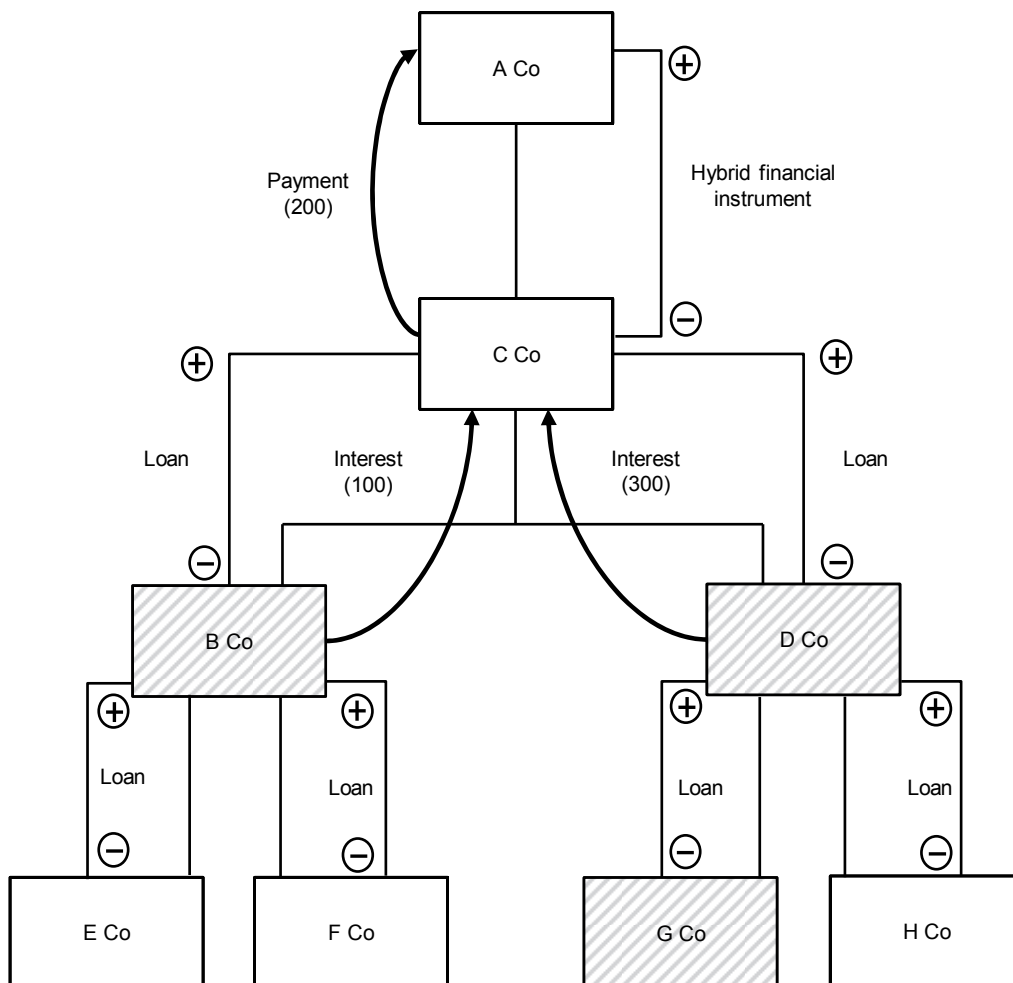 A Co
+
Payment
(200)
Hybrid financial
instrument
−
+
C Co
+
Loan
Interest
(100)
Interest
(300)
Loan
−
−
B Co
D Co
+
+
+
+
Loan
Loan
Loan
Loan
−
−
−
−
E Co
F Co
G Co
H Co